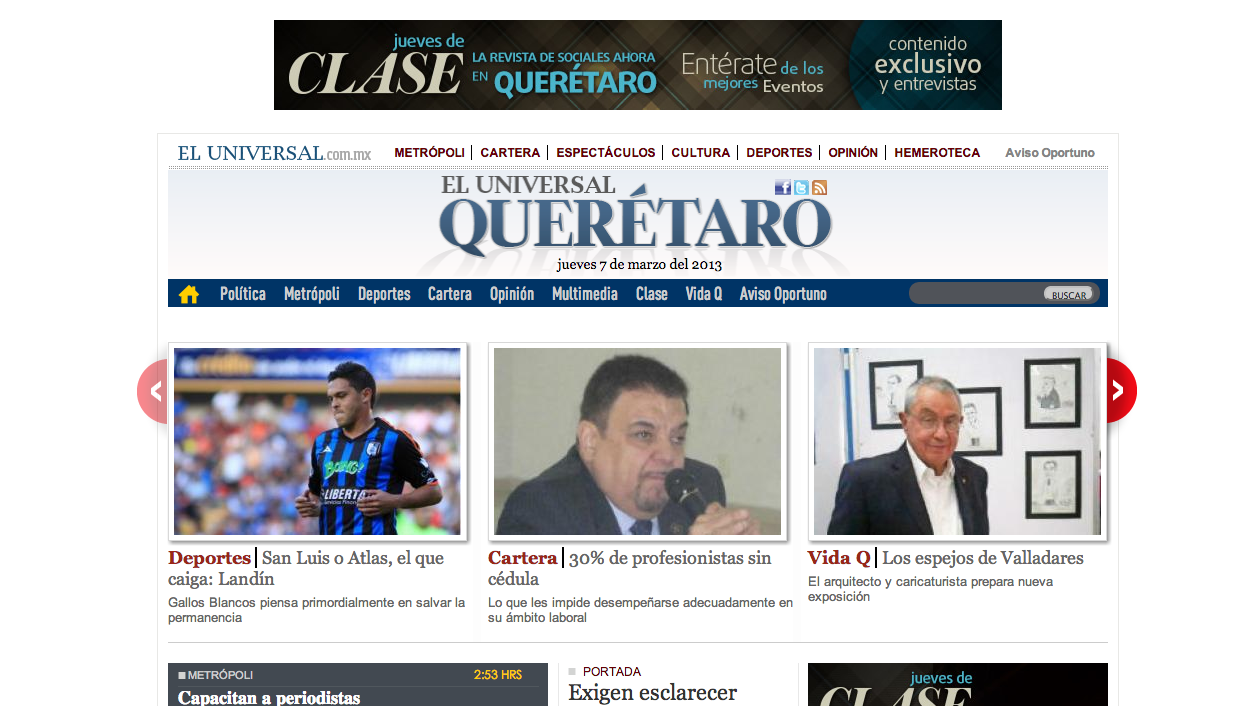 jueves de
CLASE
LA REVISTA DE SOCIALES AHORA
EN QUERÉTARO
Entérate de los
mejores Eventos
contenido
exclusivo
y entrevistas
EL UNIVERSAL.com.mx
METRÓPOLI | CARTERA | ESPECTÁCULOS | CULTURA | DEPORTES | OPINIÓN | HEMEROTECA
Aviso Oportuno
EL UNIVERSAL
QUERÉTARO
jueves 7 de marzo del 2013
Política Metrópoli Deportes Cartera Opinión Multimedia Clase Vida Q Aviso Oportuno
BUSCAR
BOING!
LIBERTA
Servicios Financ
Deportes | San Luis o Atlas, el que
caiga: Landín
Gallos Blancos piensa primordialmente en salvar la
permanencia
Cartera | 30% de profesionistas sin
cédula
Lo que les impide desempeñarse adecuadamente en
su ámbito laboral
Vida Q | Los espejos de Valladares
El arquitecto y caricaturista prepara nueva
exposición
METRÓPOLI 2:53 HRS
Capacitan a periodistas
PORTADA
Exigen esclarecer
jueves de
CLASE